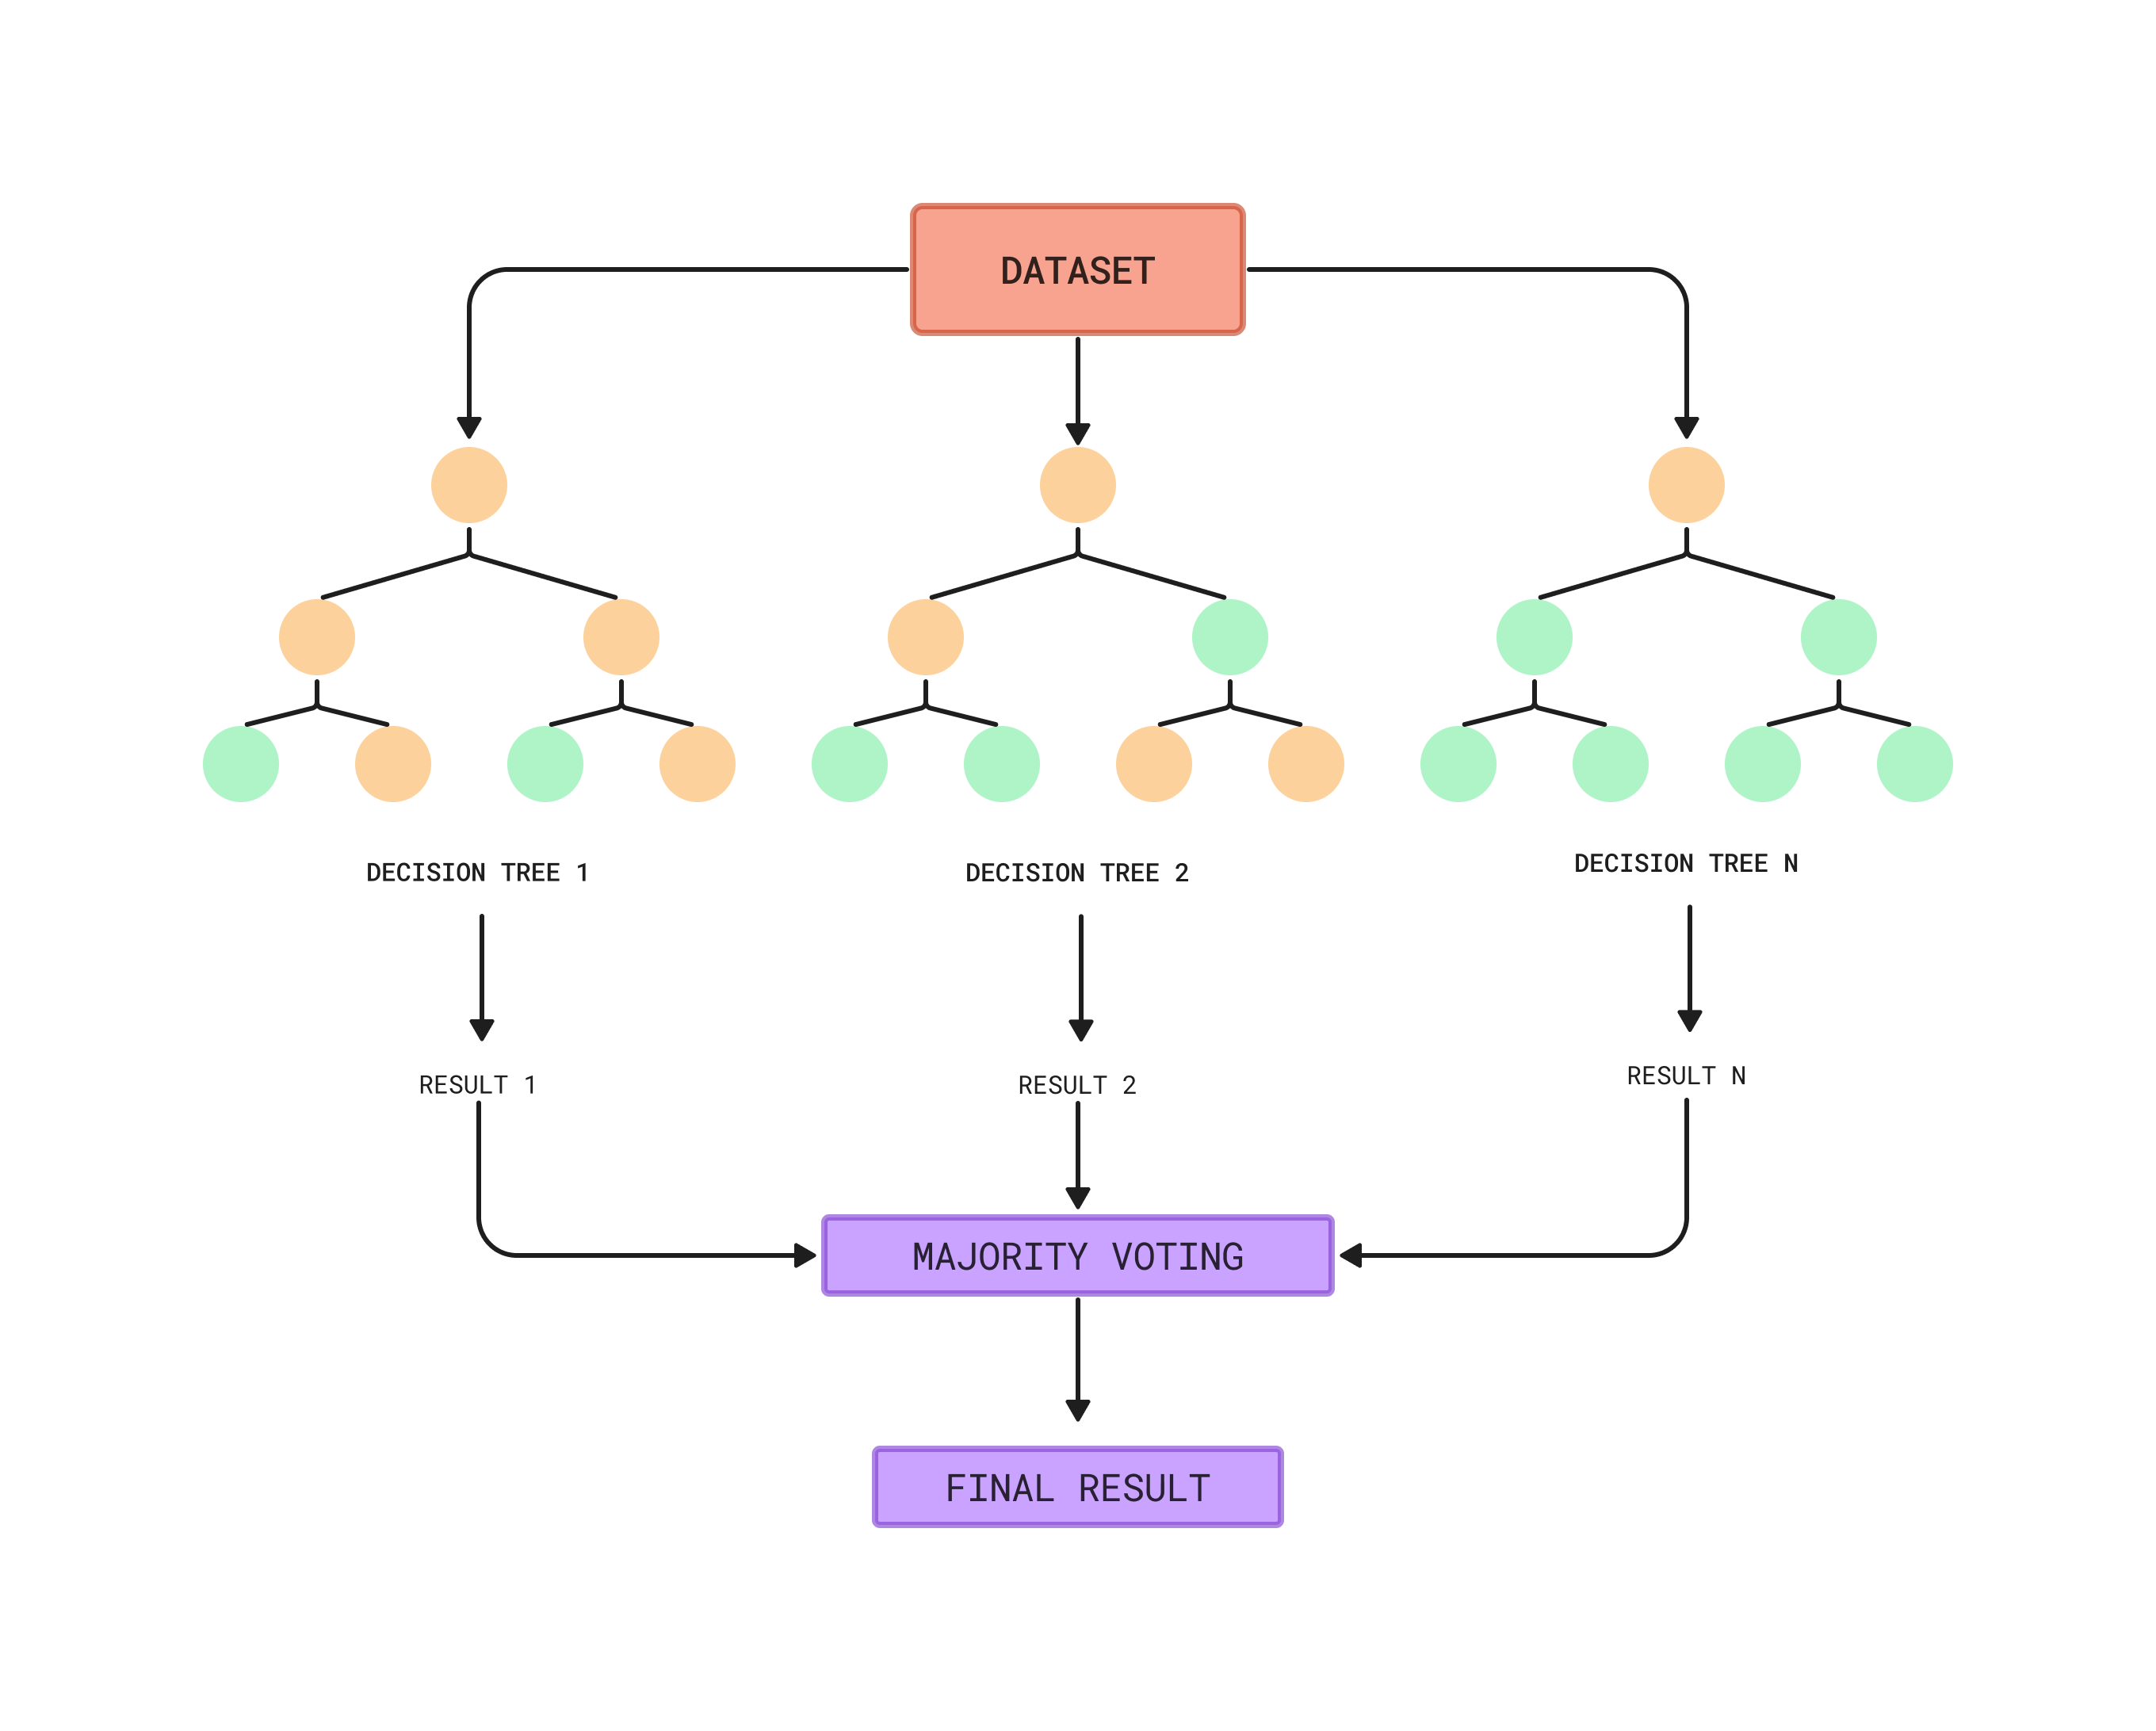 DATASET
DECISION TREE 1
DECISION TREE 2
DECISION TREE N
RESULT 1
RESULT 2
RESULT N
MAJORITY VOTING
FINAL RESULT